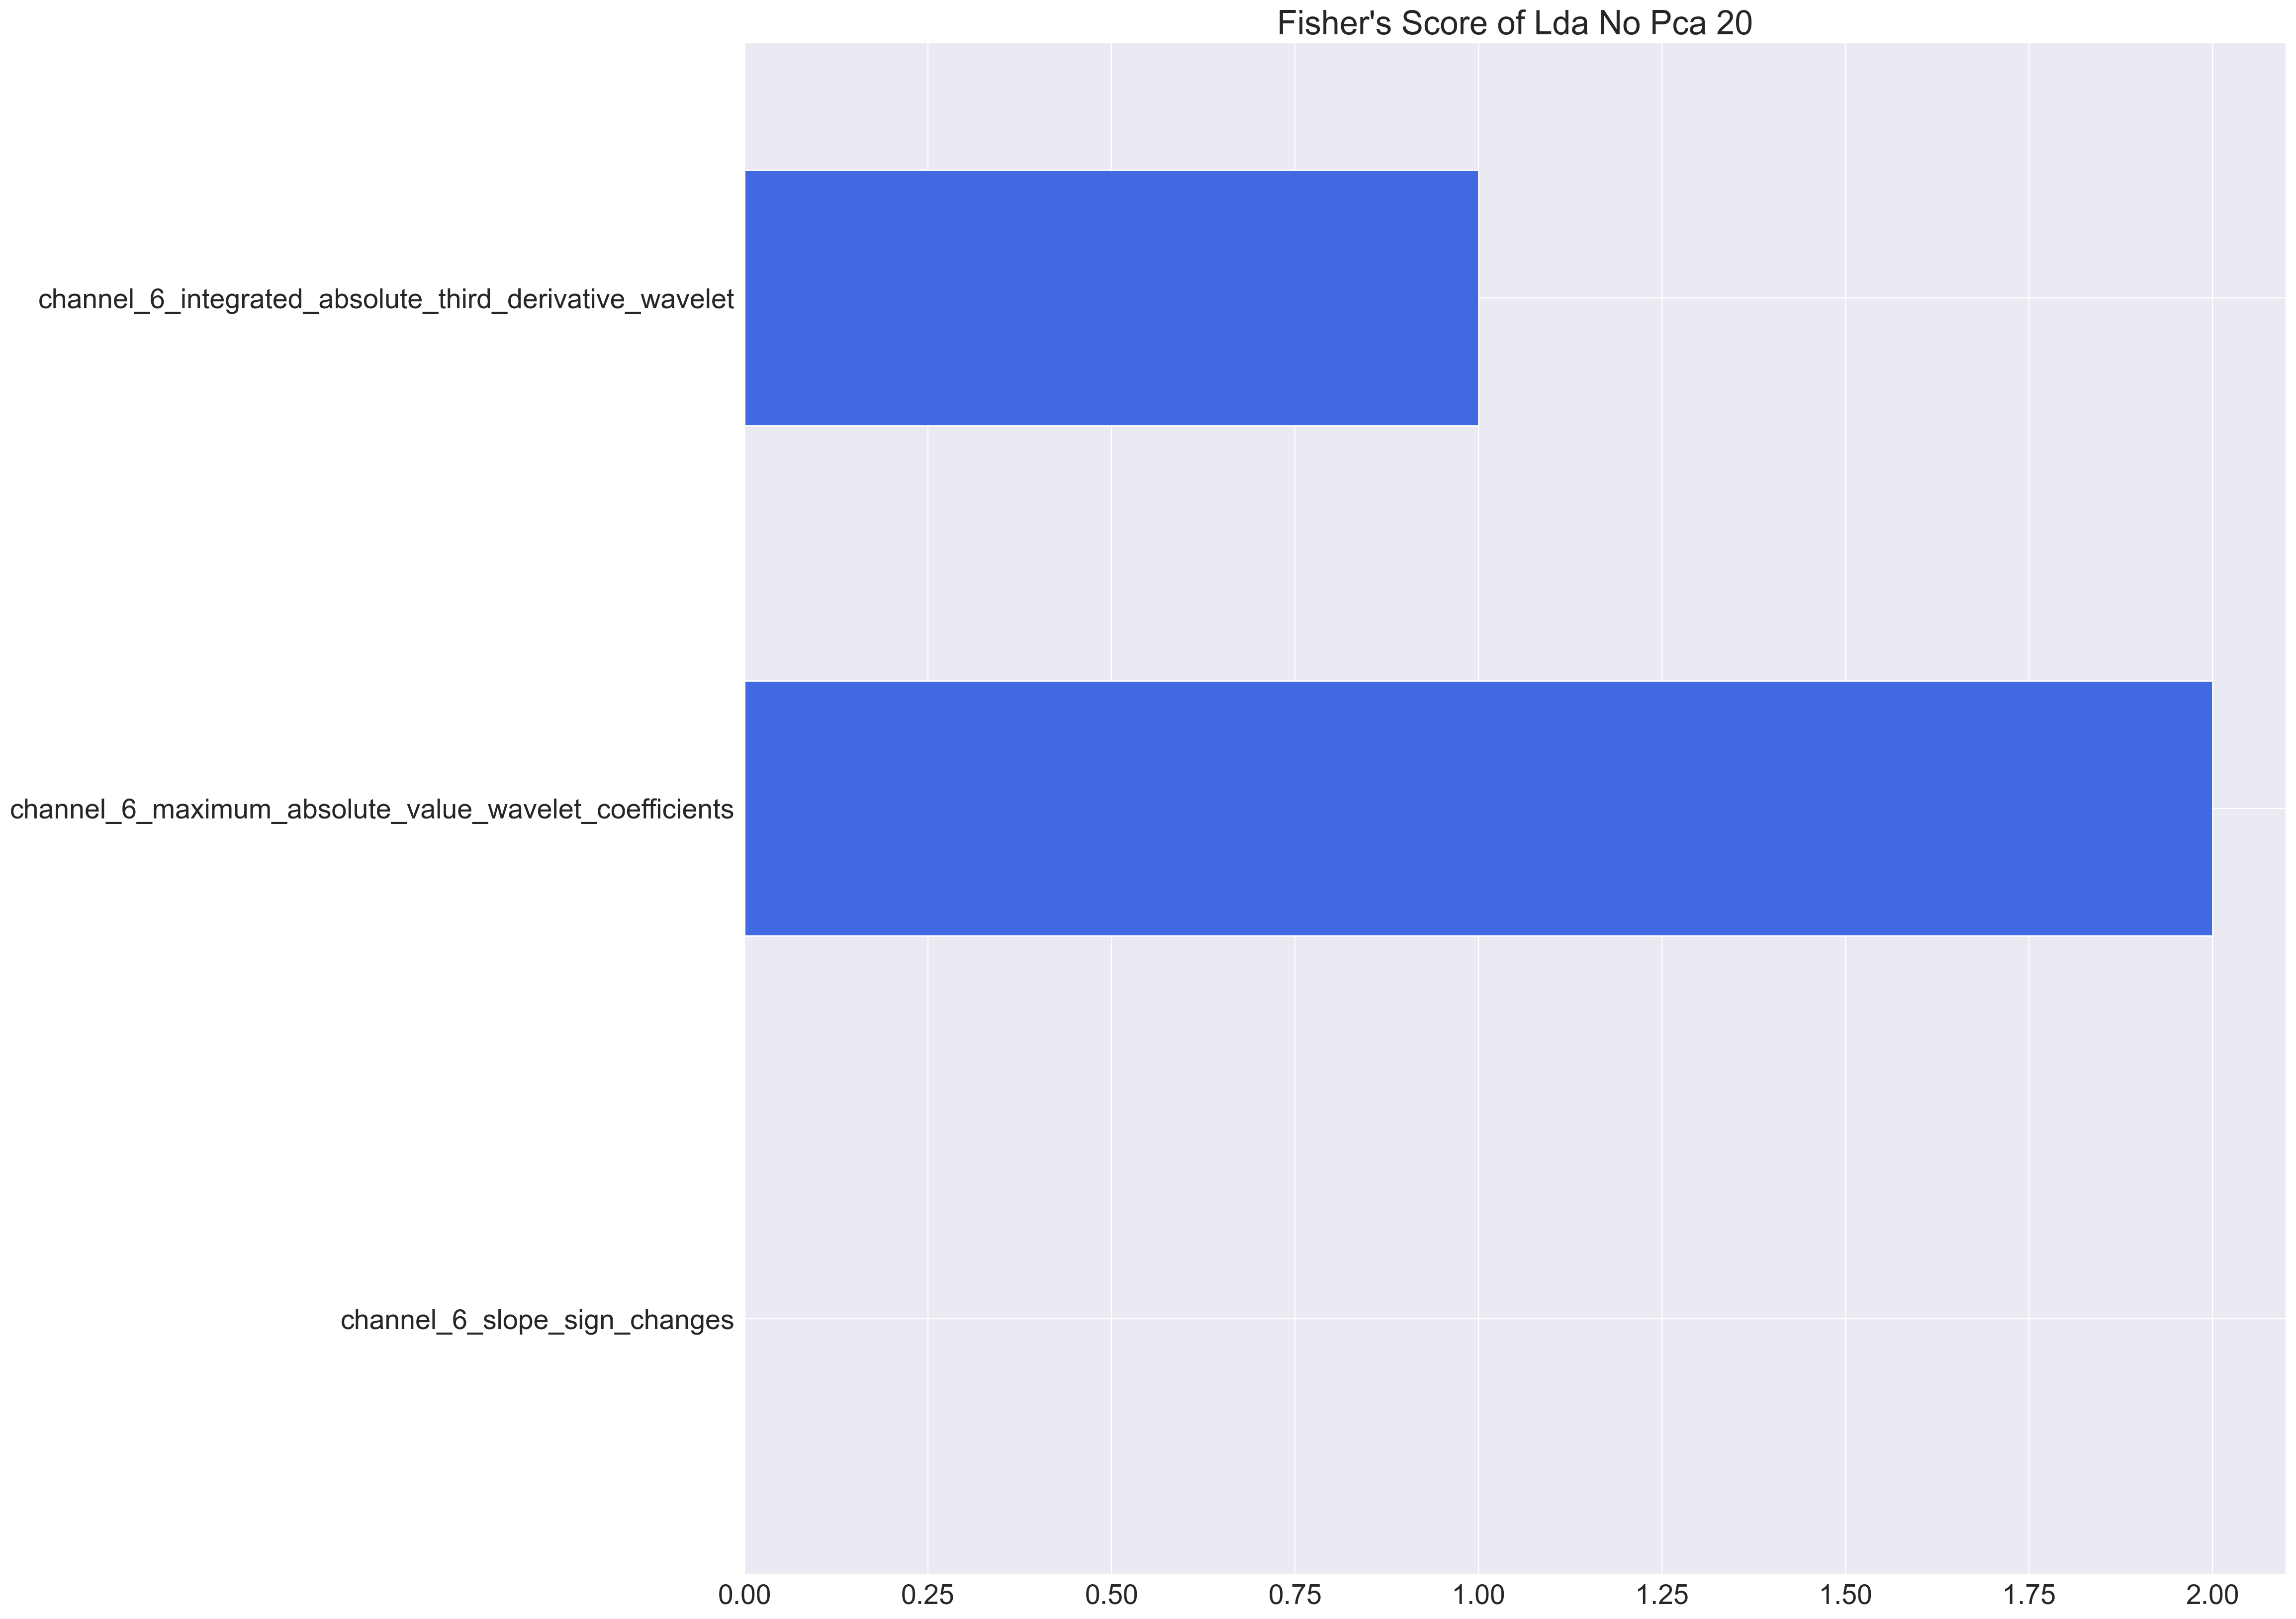 Fisher's Score of Lda No Pca 20
channel_6_integrated_absolute_third_derivative_wavelet
channel_6_maximum_absolute_value_wavelet_coefficients
channel_6_slope_sign_changes
0.00 0.25 0.50 0.75 1.00 1.25 1.50 1.75 2.00